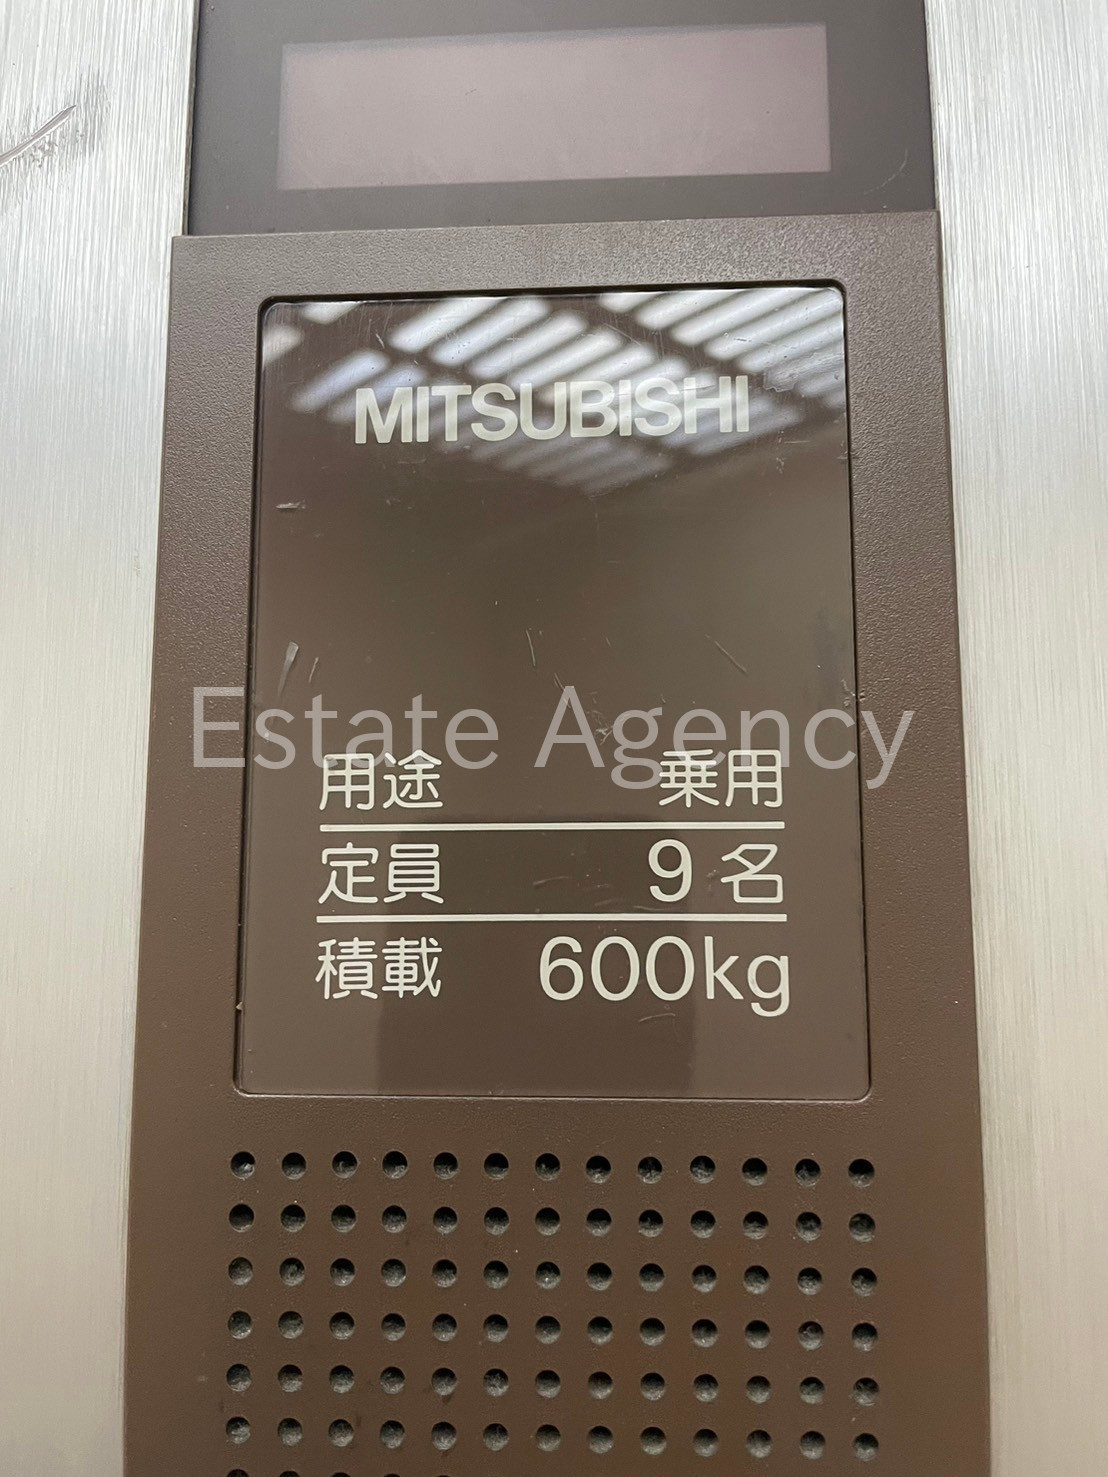 MITSUBISHI
Estate Agency
用途 乗用
定員 9名
積載 600kg